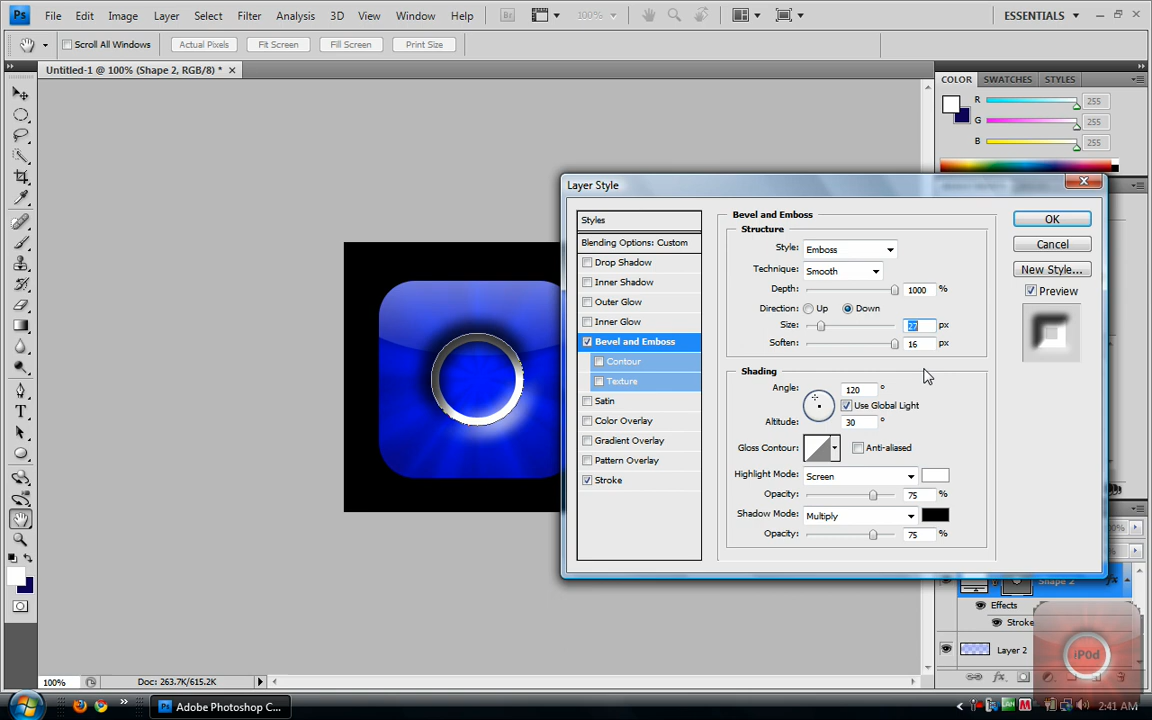 Ps File Edit Image Layer Select Filter Analysis 3D View Window Help Br 100% ESSENTIALS
Scroll All Windows Actual Pixels Fit Screen Fill Screen Print Size
Untitled-1 @ 100% (Shape 2, RGB/8) *
COLOR SWATCHES STYLES
R 255
G 255
B 255
Layer Style
Styles
Blending Options: Custom
Drop Shadow
Inner Shadow
Outer Glow
Inner Glow
Bevel and Emboss
Contour
Texture
Satin
Color Overlay
Gradient Overlay
Pattern Overlay
Stroke
Bevel and Emboss
Structure
Style: Emboss
Technique: Smooth
Depth: 1000 %
Direction: Up Down
Size: 27 px
Soften: 16 px
Shading
Angle: 120 °
Use Global Light
Altitude: 30 °
Gloss Contour: Anti-aliased
Highlight Mode: Screen
Opacity: 75 %
Shadow Mode: Multiply
Opacity: 75 %
OK
Cancel
New Style...
Preview
Shape 2 fx
Effects
Stroke
Layer 2
iP0d
100% Doc: 263.7K/615.2K
Ps Adobe Photoshop C... 2:41 AM